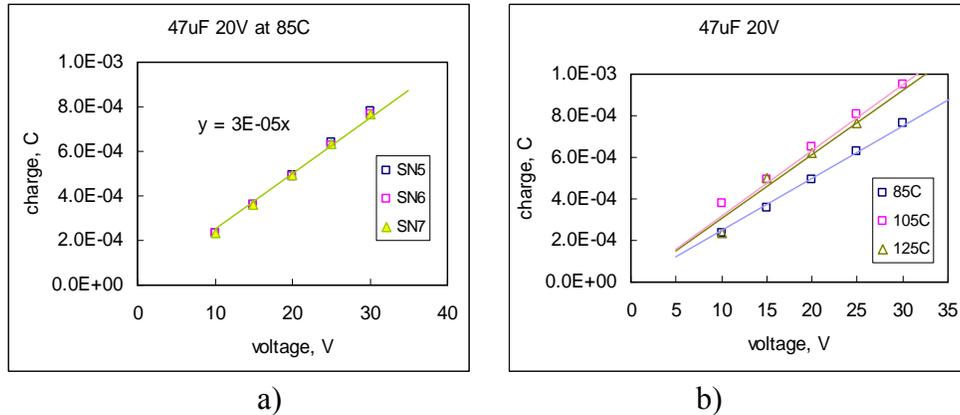 47uF 20V at 85C
1.0E-03
8.0E-04
6.0E-04
4.0E-04
2.0E-04
0.0E+00
charge, C
y = 3E-05x
SN5
SN6
SN7
0 10 20 30 40
voltage, V
a)
47uF 20V
1.0E-03
8.0E-04
6.0E-04
4.0E-04
2.0E-04
0.0E+00
charge, C
85C
105C
125C
0 5 10 15 20 25 30 35
voltage, V
b)